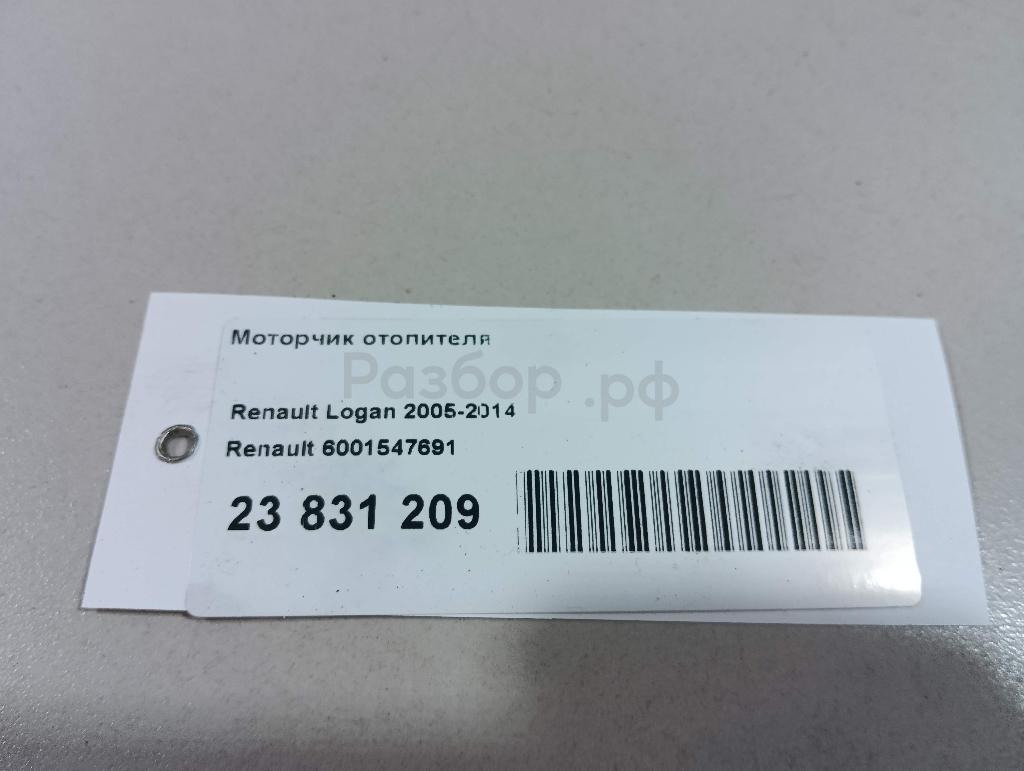 Моторчик отопителя
Разбор.рф
Renault Logan 2005-2014
Renault 6001547691
23 831 209